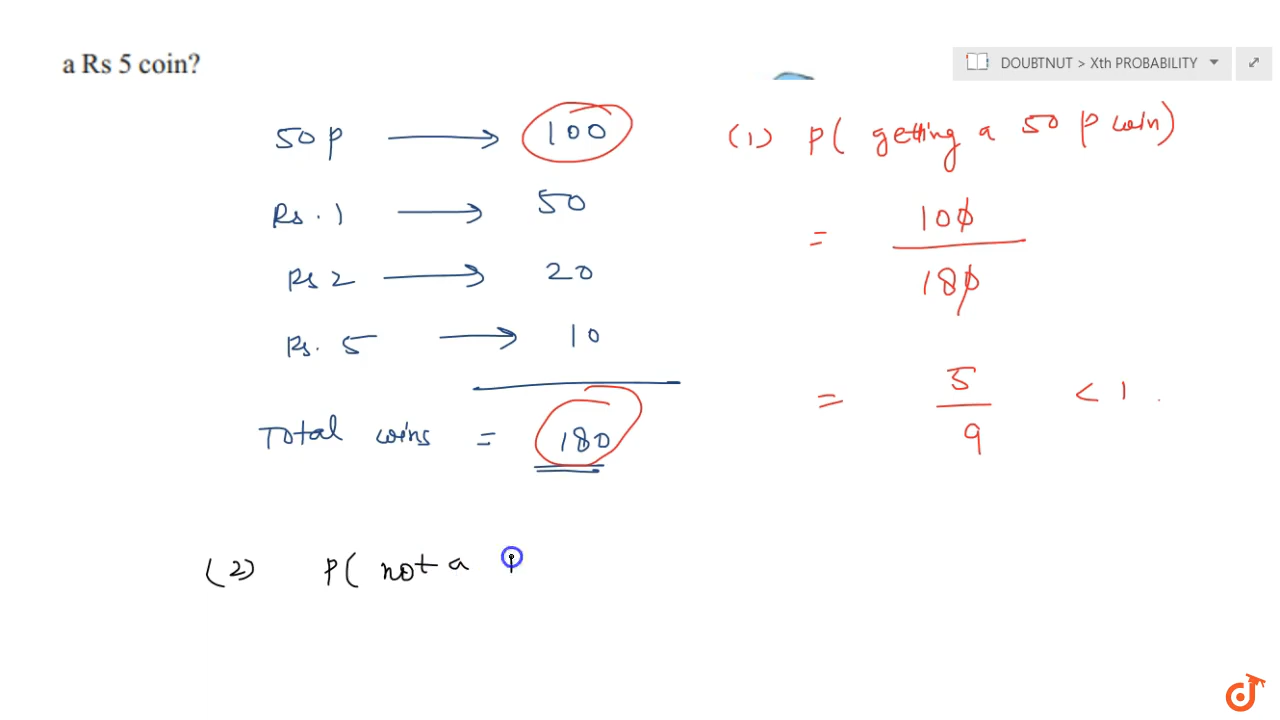 a Rs 5 coin?
DOUBTNUT > Xth PROBABILITY
50 p → 100
Rs. 1 → 50
Rs 2 → 20
Rs. 5 → 10
Total coins = 180
(1) P( getting a 50 p coin)
= 100
180
= 5
9 < 1
(2) P( not a